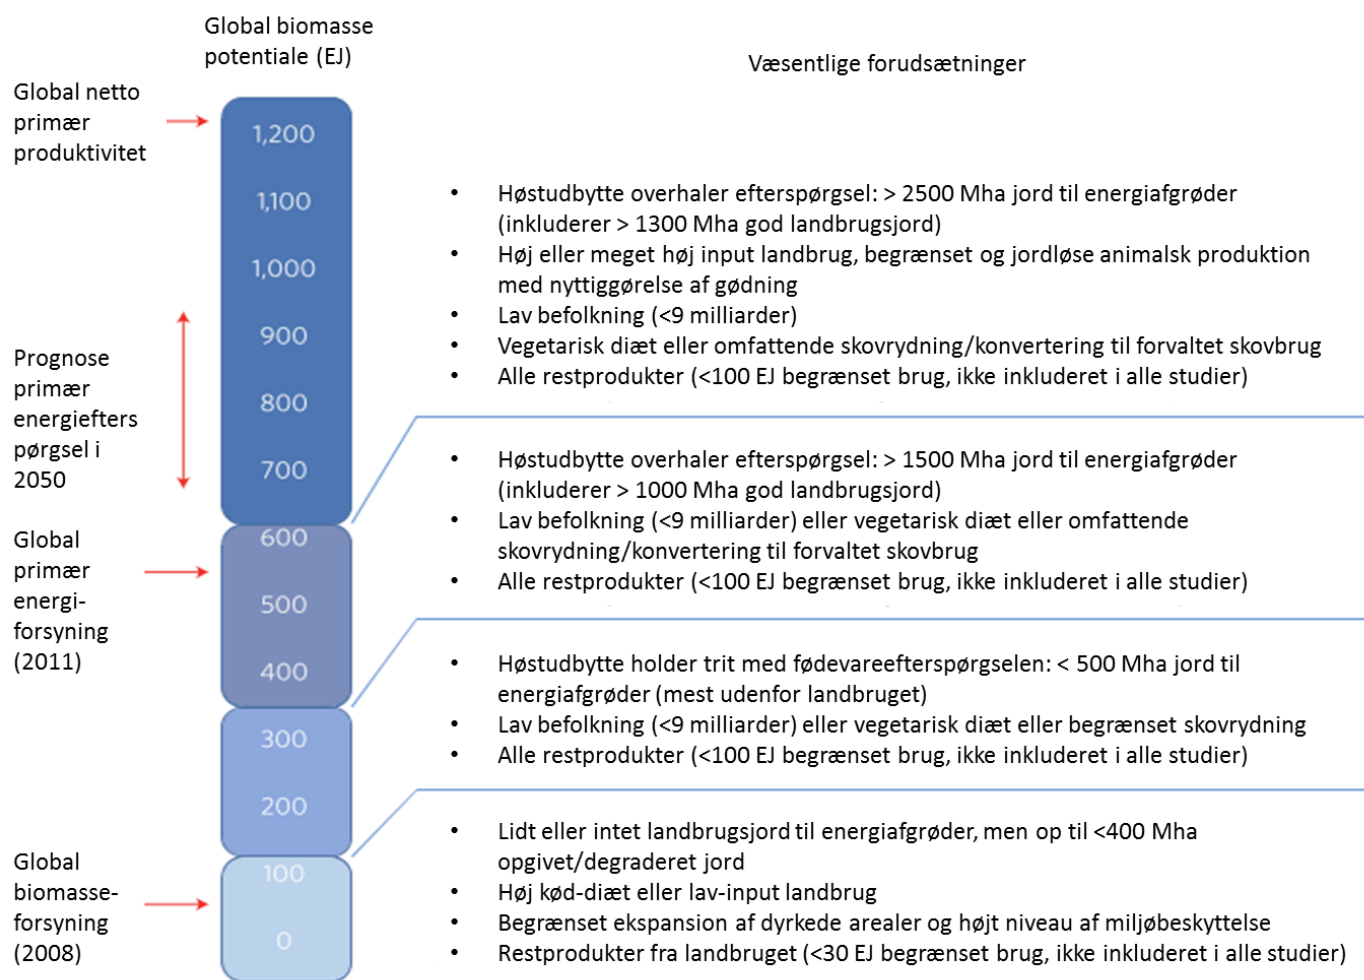 Global biomasse
potentiale (EJ)
Væsentlige forudsætninger
Global netto
primær
produktivitet
Prognose
primær
energiefters
pørgsel i
2050
Global
primær
energi-
forsyning
(2011)
Global
biomasse-
forsyning
(2008)
1,200
1,100
1,000
900
800
700
600
500
400
300
200
100
0
• Høstudbytte overhaler efterspørgsel: > 2500 Mha jord til energiafgrøder
(inkluderer > 1300 Mha god landbrugsjord)
• Høj eller meget høj input landbrug, begrænset og jordløse animalsk produktion
med nyttiggørelse af gødning
• Lav befolkning (<9 milliarder)
• Vegetarisk diæt eller omfattende skovrydning/konvertering til forvaltet skovbrug
• Alle restprodukter (<100 EJ begrænset brug, ikke inkluderet i alle studier)
• Høstudbytte overhaler efterspørgsel: > 1500 Mha jord til energiafgrøder
(inkluderer > 1000 Mha god landbrugsjord)
• Lav befolkning (<9 milliarder) eller vegetarisk diæt eller omfattende
skovrydning/konvertering til forvaltet skovbrug
• Alle restprodukter (<100 EJ begrænset brug, ikke inkluderet i alle studier)
• Høstudbytte holder trit med fødevareefterspørgselen: < 500 Mha jord til
energiafgrøder (mest udenfor landbruget)
• Lav befolkning (<9 milliarder) eller vegetarisk diæt eller begrænset skovrydning
• Alle restprodukter (<100 EJ begrænset brug, ikke inkluderet i alle studier)
• Lidt eller intet landbrugsjord til energiafgrøder, men op til <400 Mha
opgivet/degraderet jord
• Høj kød-diæt eller lav-input landbrug
• Begrænset ekspansion af dyrkede arealer og højt niveau af miljøbeskyttelse
• Restprodukter fra landbruget (<30 EJ begrænset brug, ikke inkluderet i alle studier)